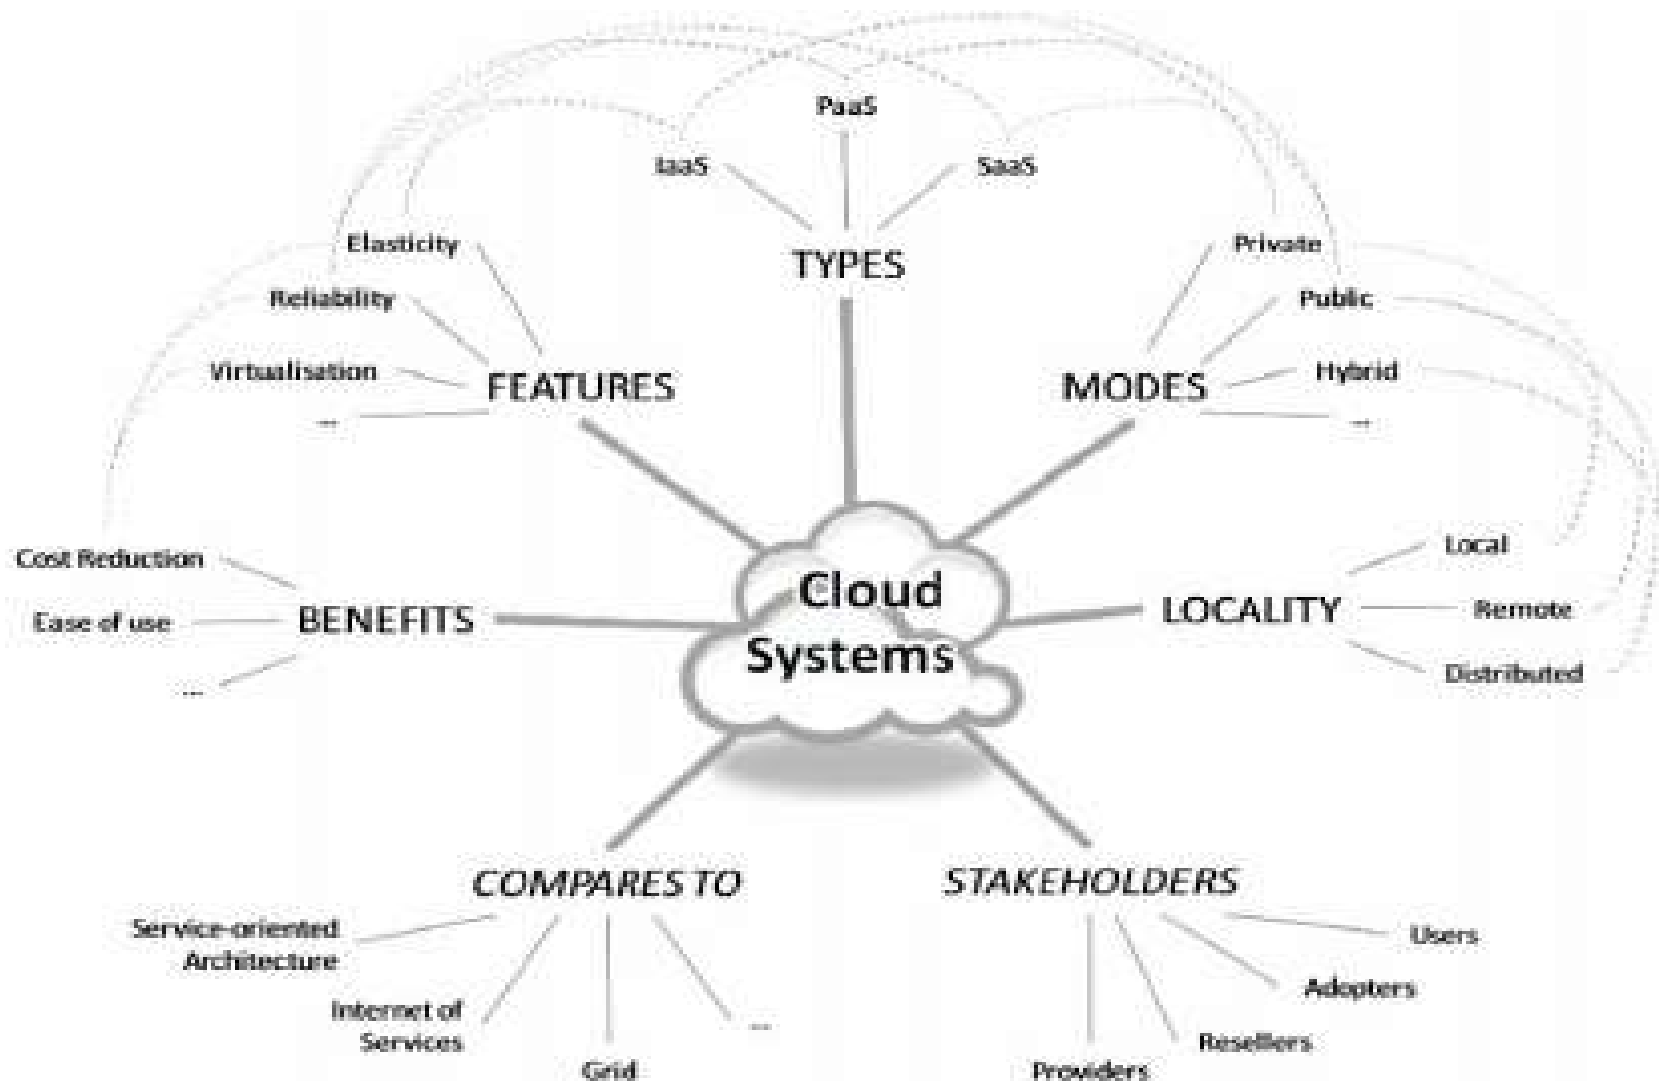 PaaS
IaaS
SaaS
TYPES
Elasticity
Reliability
Virtualisation
...
FEATURES
Private
Public
Hybrid
...
MODES
Cost Reduction
Ease of use
...
BENEFITS
Cloud
Systems
LOCALITY
Local
Remote
Distributed
COMPARES TO
Service-oriented
Architecture
Internet of
Services
Grid
...
STAKEHOLDERS
Users
Adopters
Resellers
Providers